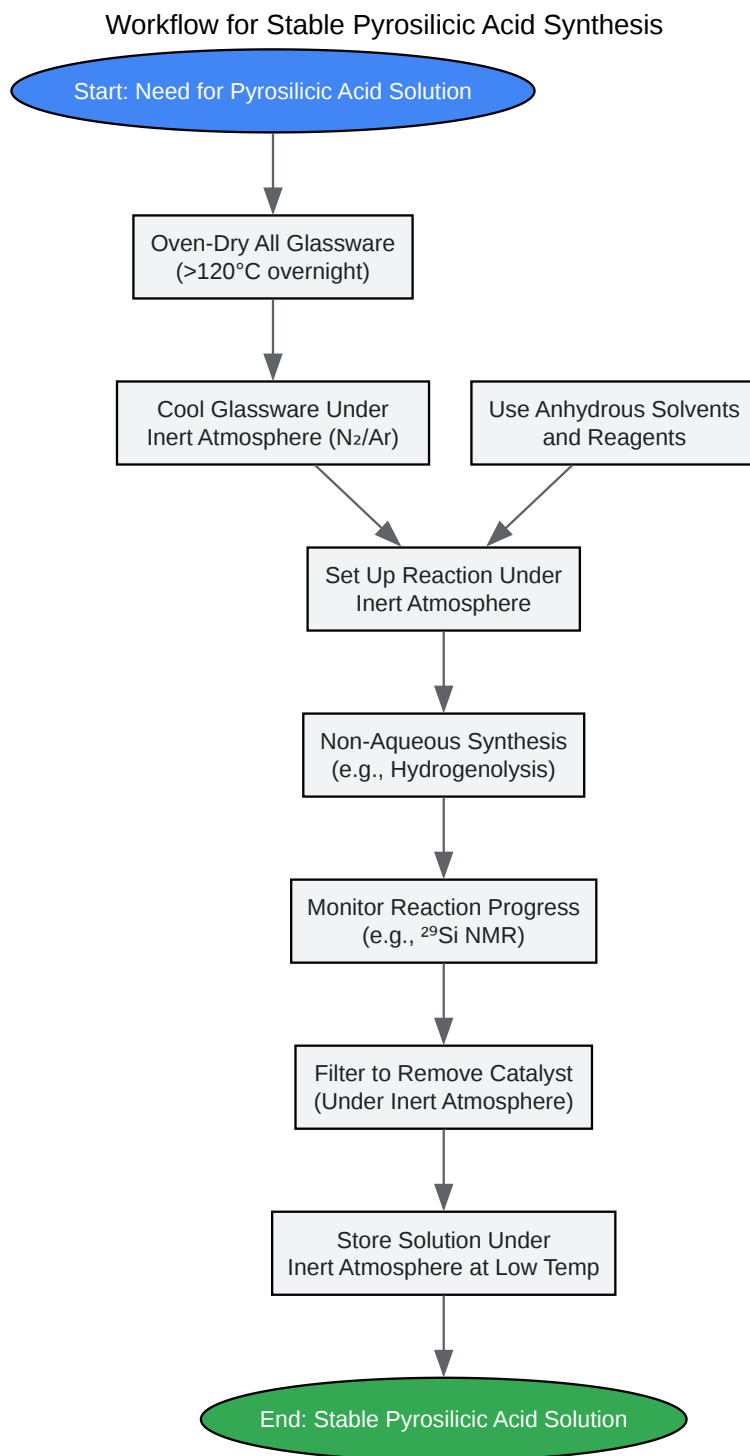 Workflow for Stable Pyrosilicic Acid Synthesis
Start: Need for Pyrosilicic Acid Solution
Oven-Dry All Glassware
(>120°C overnight)
Cool Glassware Under
Inert Atmosphere (N₂/Ar)
Use Anhydrous Solvents
and Reagents
Set Up Reaction Under
Inert Atmosphere
Non-Aqueous Synthesis
(e.g., Hydrogenolysis)
Monitor Reaction Progress
(e.g., ²⁹Si NMR)
Filter to Remove Catalyst
(Under Inert Atmosphere)
Store Solution Under
Inert Atmosphere at Low Temp
End: Stable Pyrosilicic Acid Solution